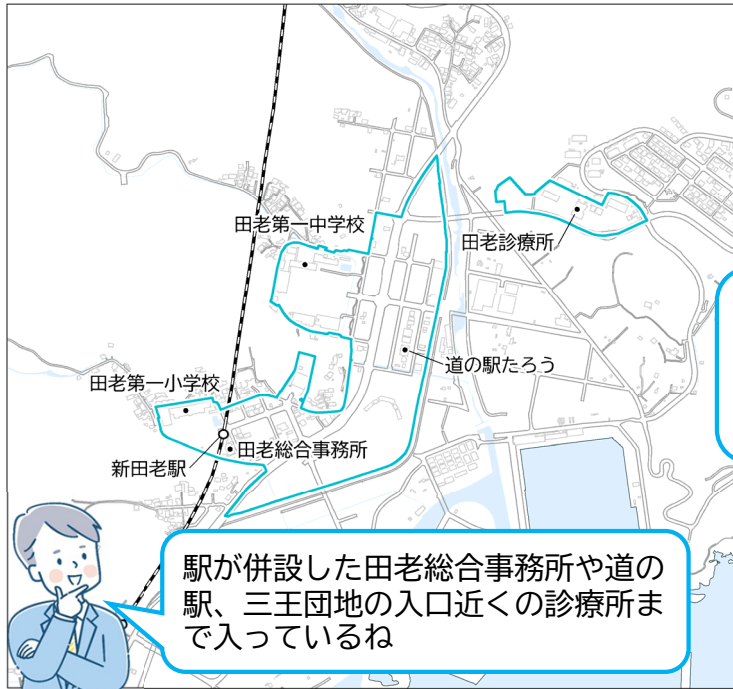 田老第一中学校
田老診療所
道の駅たろう
田老第一小学校
田老総合事務所
新田老駅
駅が併設した田老総合事務所や道の
駅、三王団地の入口近くの診療所ま
で入っているね